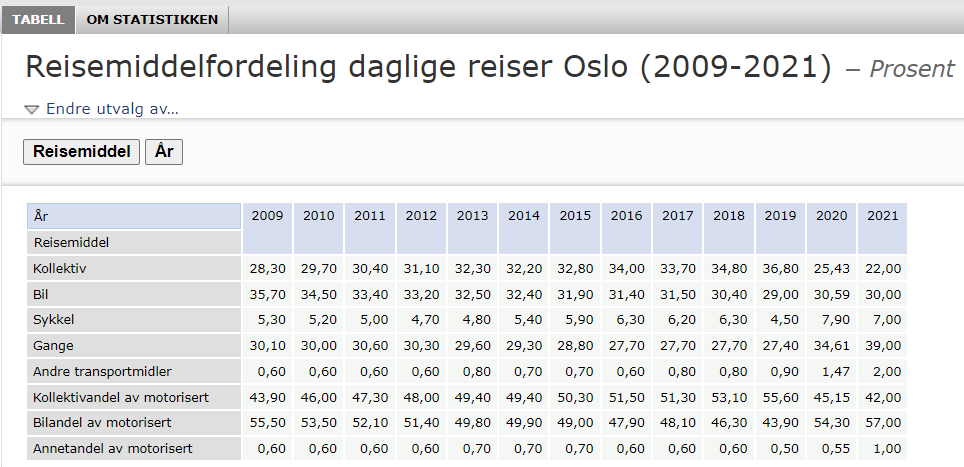 TABELL OM STATISTIKKEN
Reisemiddelfordeling daglige reiser Oslo (2009-2021) – Prosent
Endre utvalg av...
Reisemiddel År
År 2009 2010 2011 2012 2013 2014 2015 2016 2017 2018 2019 2020 2021
Reisemiddel
Kollektiv 28,30 29,70 30,40 31,10 32,30 32,20 32,80 34,00 33,70 34,80 36,80 25,43 22,00
Bil 35,70 34,50 33,40 33,20 32,50 32,40 31,90 31,40 31,50 30,40 29,00 30,59 30,00
Sykkel 5,30 5,20 5,00 4,70 4,80 5,40 5,90 6,30 6,20 6,30 4,50 7,90 7,00
Gange 30,10 30,00 30,60 30,30 29,60 29,30 28,80 27,70 27,70 27,70 27,40 34,61 39,00
Andre transportmidler 0,60 0,60 0,60 0,60 0,80 0,70 0,70 0,60 0,80 0,80 0,90 1,47 2,00
Kollektivandel av motorisert 43,90 46,00 47,30 48,00 49,40 49,40 50,30 51,50 51,30 53,10 55,60 45,15 42,00
Bilandel av motorisert 55,50 53,50 52,10 51,40 49,80 49,90 49,00 47,90 48,10 46,30 43,90 54,30 57,00
Annetandel av motorisert 0,60 0,60 0,60 0,60 0,70 0,70 0,70 0,60 0,60 0,60 0,50 0,55 1,00